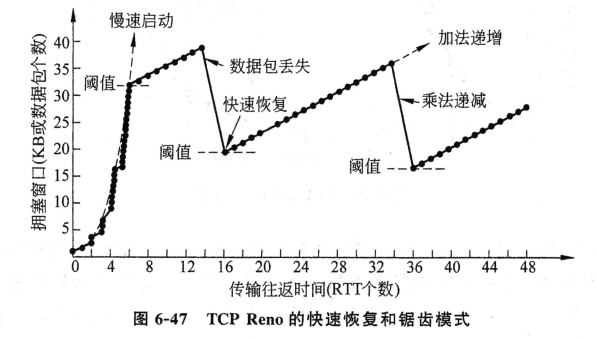 慢速启动
加法递增
数据包丢失
快速恢复
乘法递减
阈值
阈值
阈值
拥塞窗口(KB或数据包个数)
40
35
30
25
20
15
10
5
0 4 8 12 16 20 24 28 32 36 40 44 48
传输往返时间(RTT个数)
图 6-47 TCP Reno 的快速恢复和锯齿模式